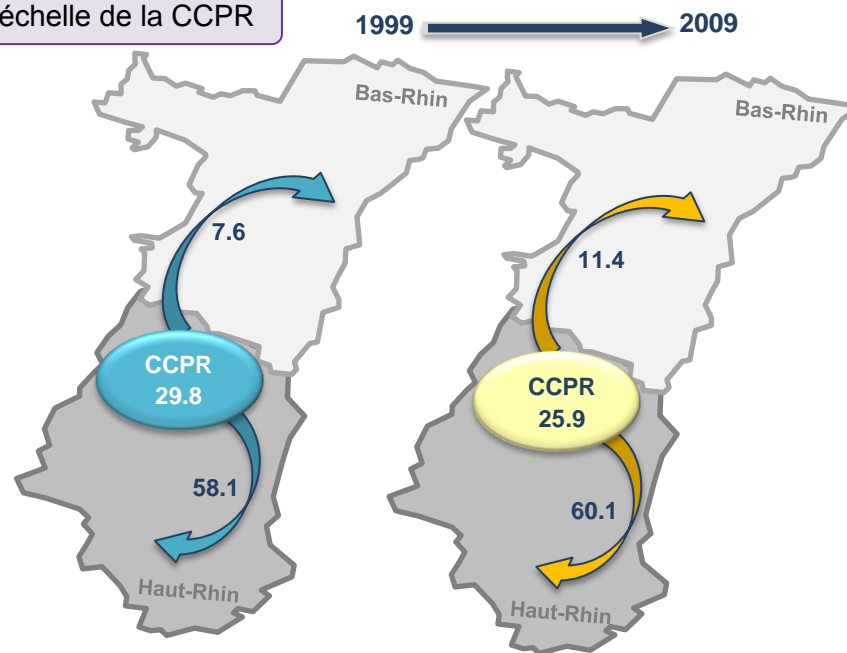 échelle de la CCPR
1999
2009
Bas-Rhin
7.6
CCPR
29.8
58.1
Haut-Rhin
Bas-Rhin
11.4
CCPR
25.9
60.1
Haut-Rhin